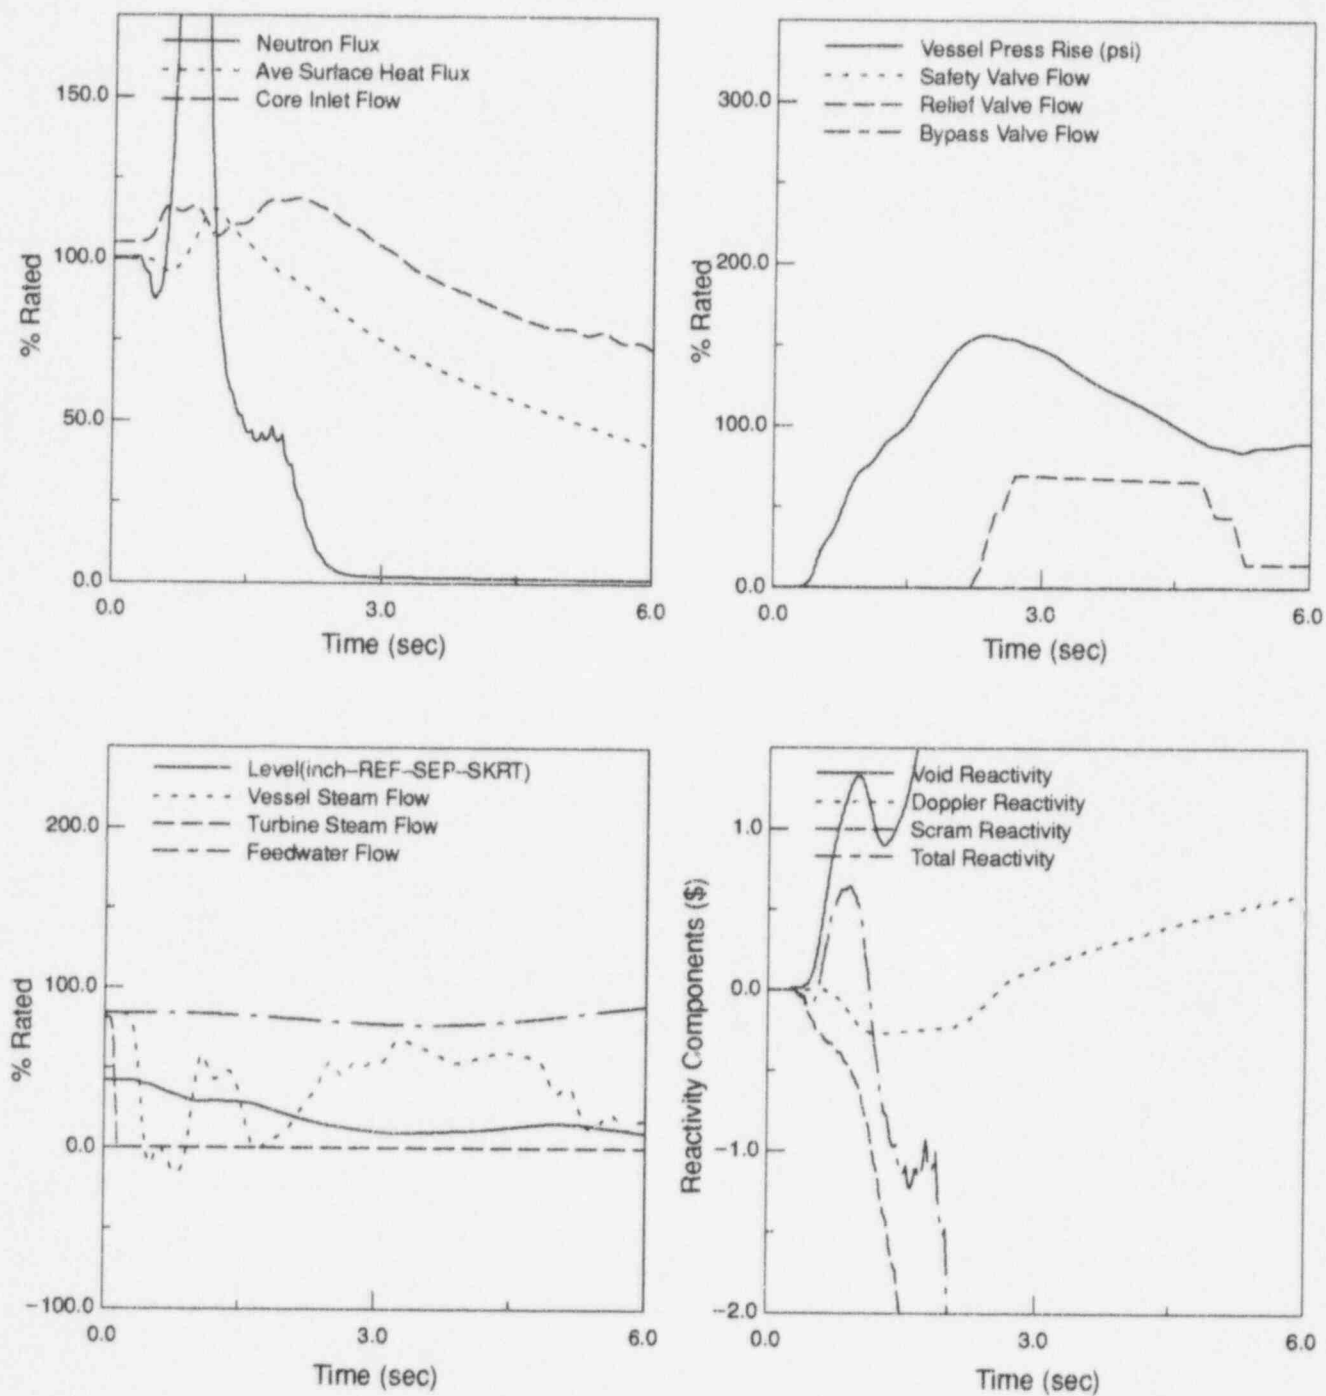 Neutron Flux
Ave Surface Heat Flux
Core Inlet Flow
150.0
100.0
50.0
0.0
% Rated
0.0 3.0 6.0
Time (sec)
Vessel Press Rise (psi)
Safety Valve Flow
Relief Valve Flow
Bypass Valve Flow
300.0
200.0
100.0
0.0
% Rated
0.0 3.0 6.0
Time (sec)
Level(inch-REF-SEP-SKRT)
Vessel Steam Flow
Turbine Steam Flow
Feedwater Flow
200.0
100.0
0.0
-100.0
% Rated
0.0 3.0 6.0
Time (sec)
Void Reactivity
Doppler Reactivity
Scram Reactivity
Total Reactivity
1.0
0.0
-1.0
-2.0
Reactivity Components ($)
0.0 3.0 6.0
Time (sec)